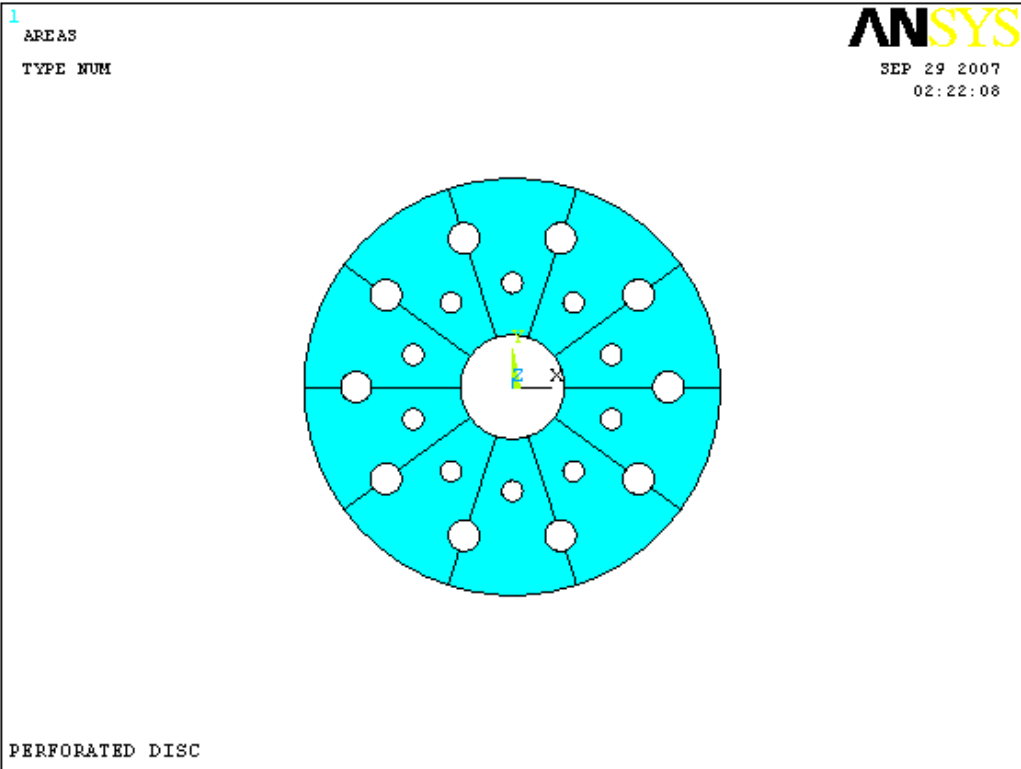 1
AREAS
TYPE NUM
ANSYS
SEP 29 2007
02:22:08
Y
Z X
PERFORATED DISC